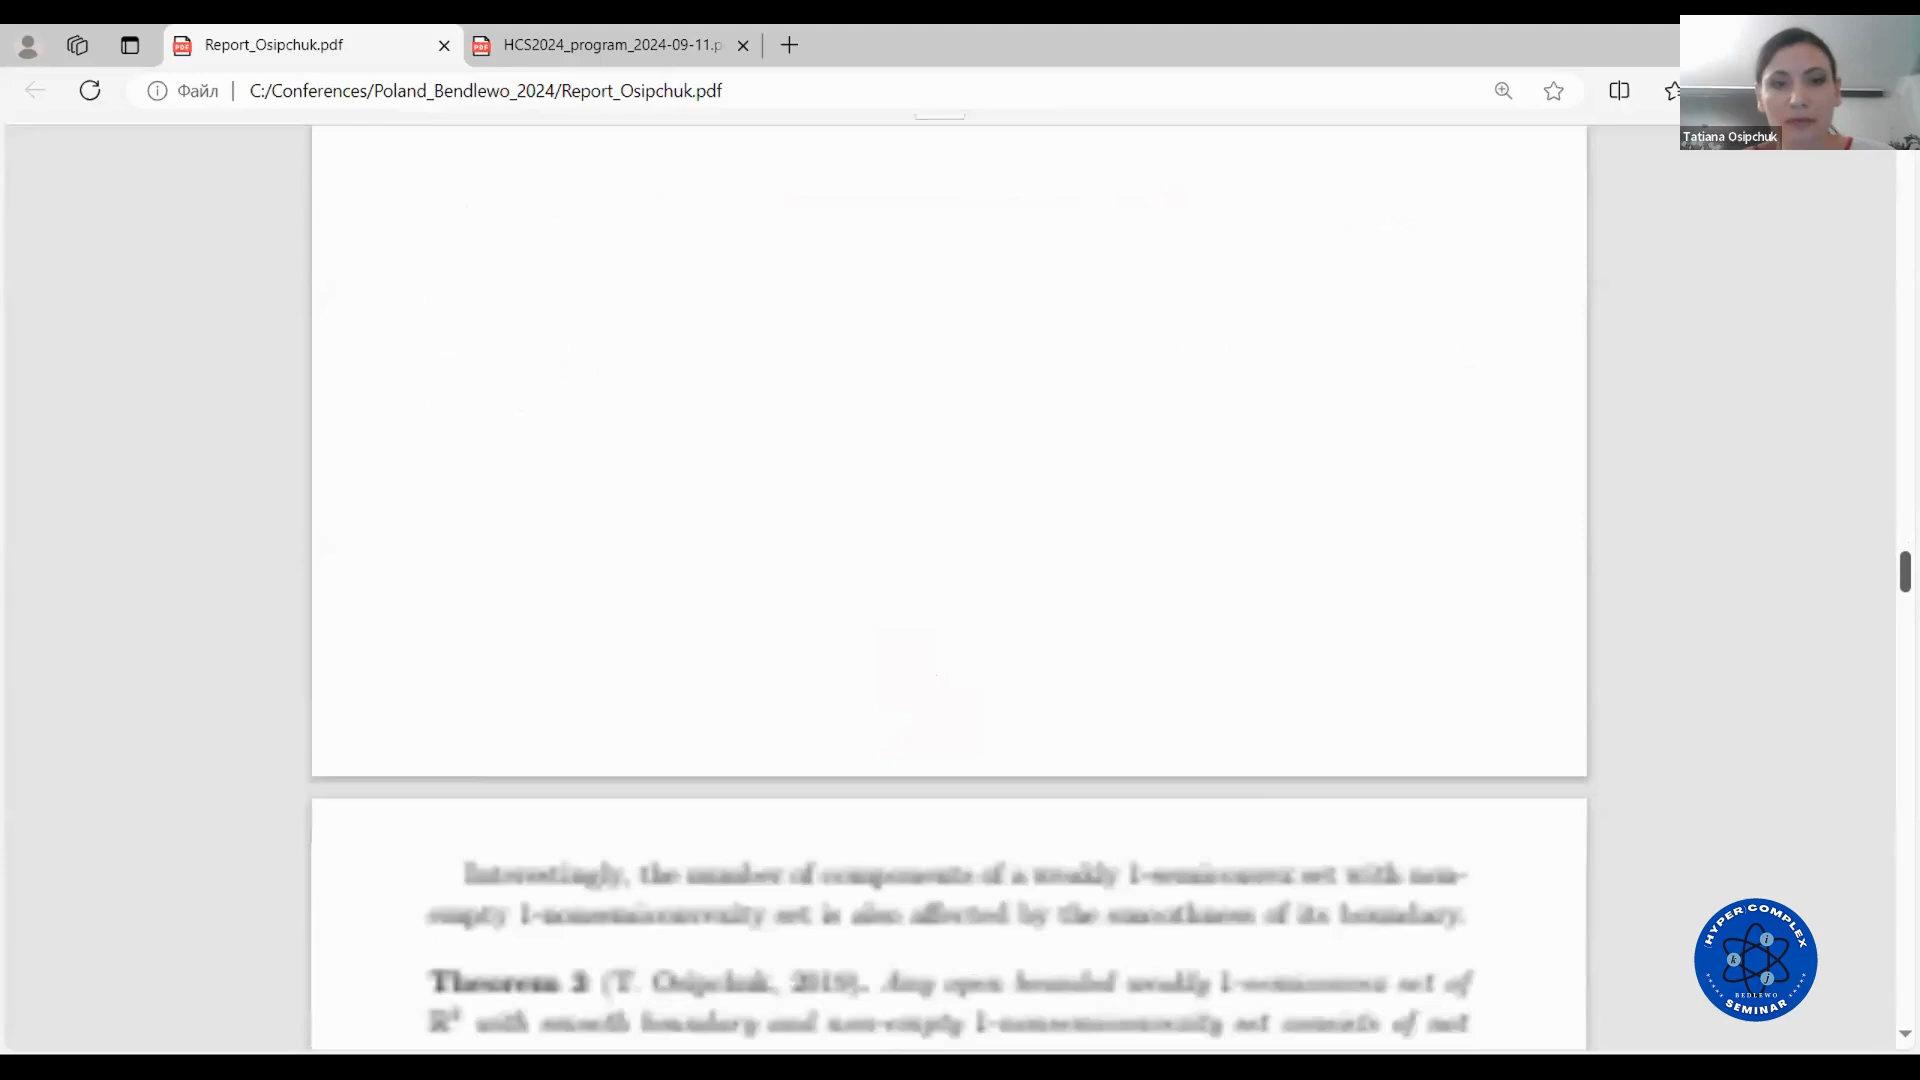 Report_Osipchuk.pdf
HCS2024_program_2024-09-11.p
Файл
C:/Conferences/Poland_Bendlewo_2024/Report_Osipchuk.pdf
Tatiana Osipchuk
Interestingly, the number of components of a weakly 1-semiconvex set with non-
empty 1-nonsemiconvexity set is also affected by the smoothness of its boundary.
(T. Osipchuk, 2019). Any open bounded weakly 1-semiconvex set of
with smooth boundary and non-empty 1-nonsemiconvexity set consists of not
HYPER COMPLEX
i
k
j
BEDLEWO
SEMINAR